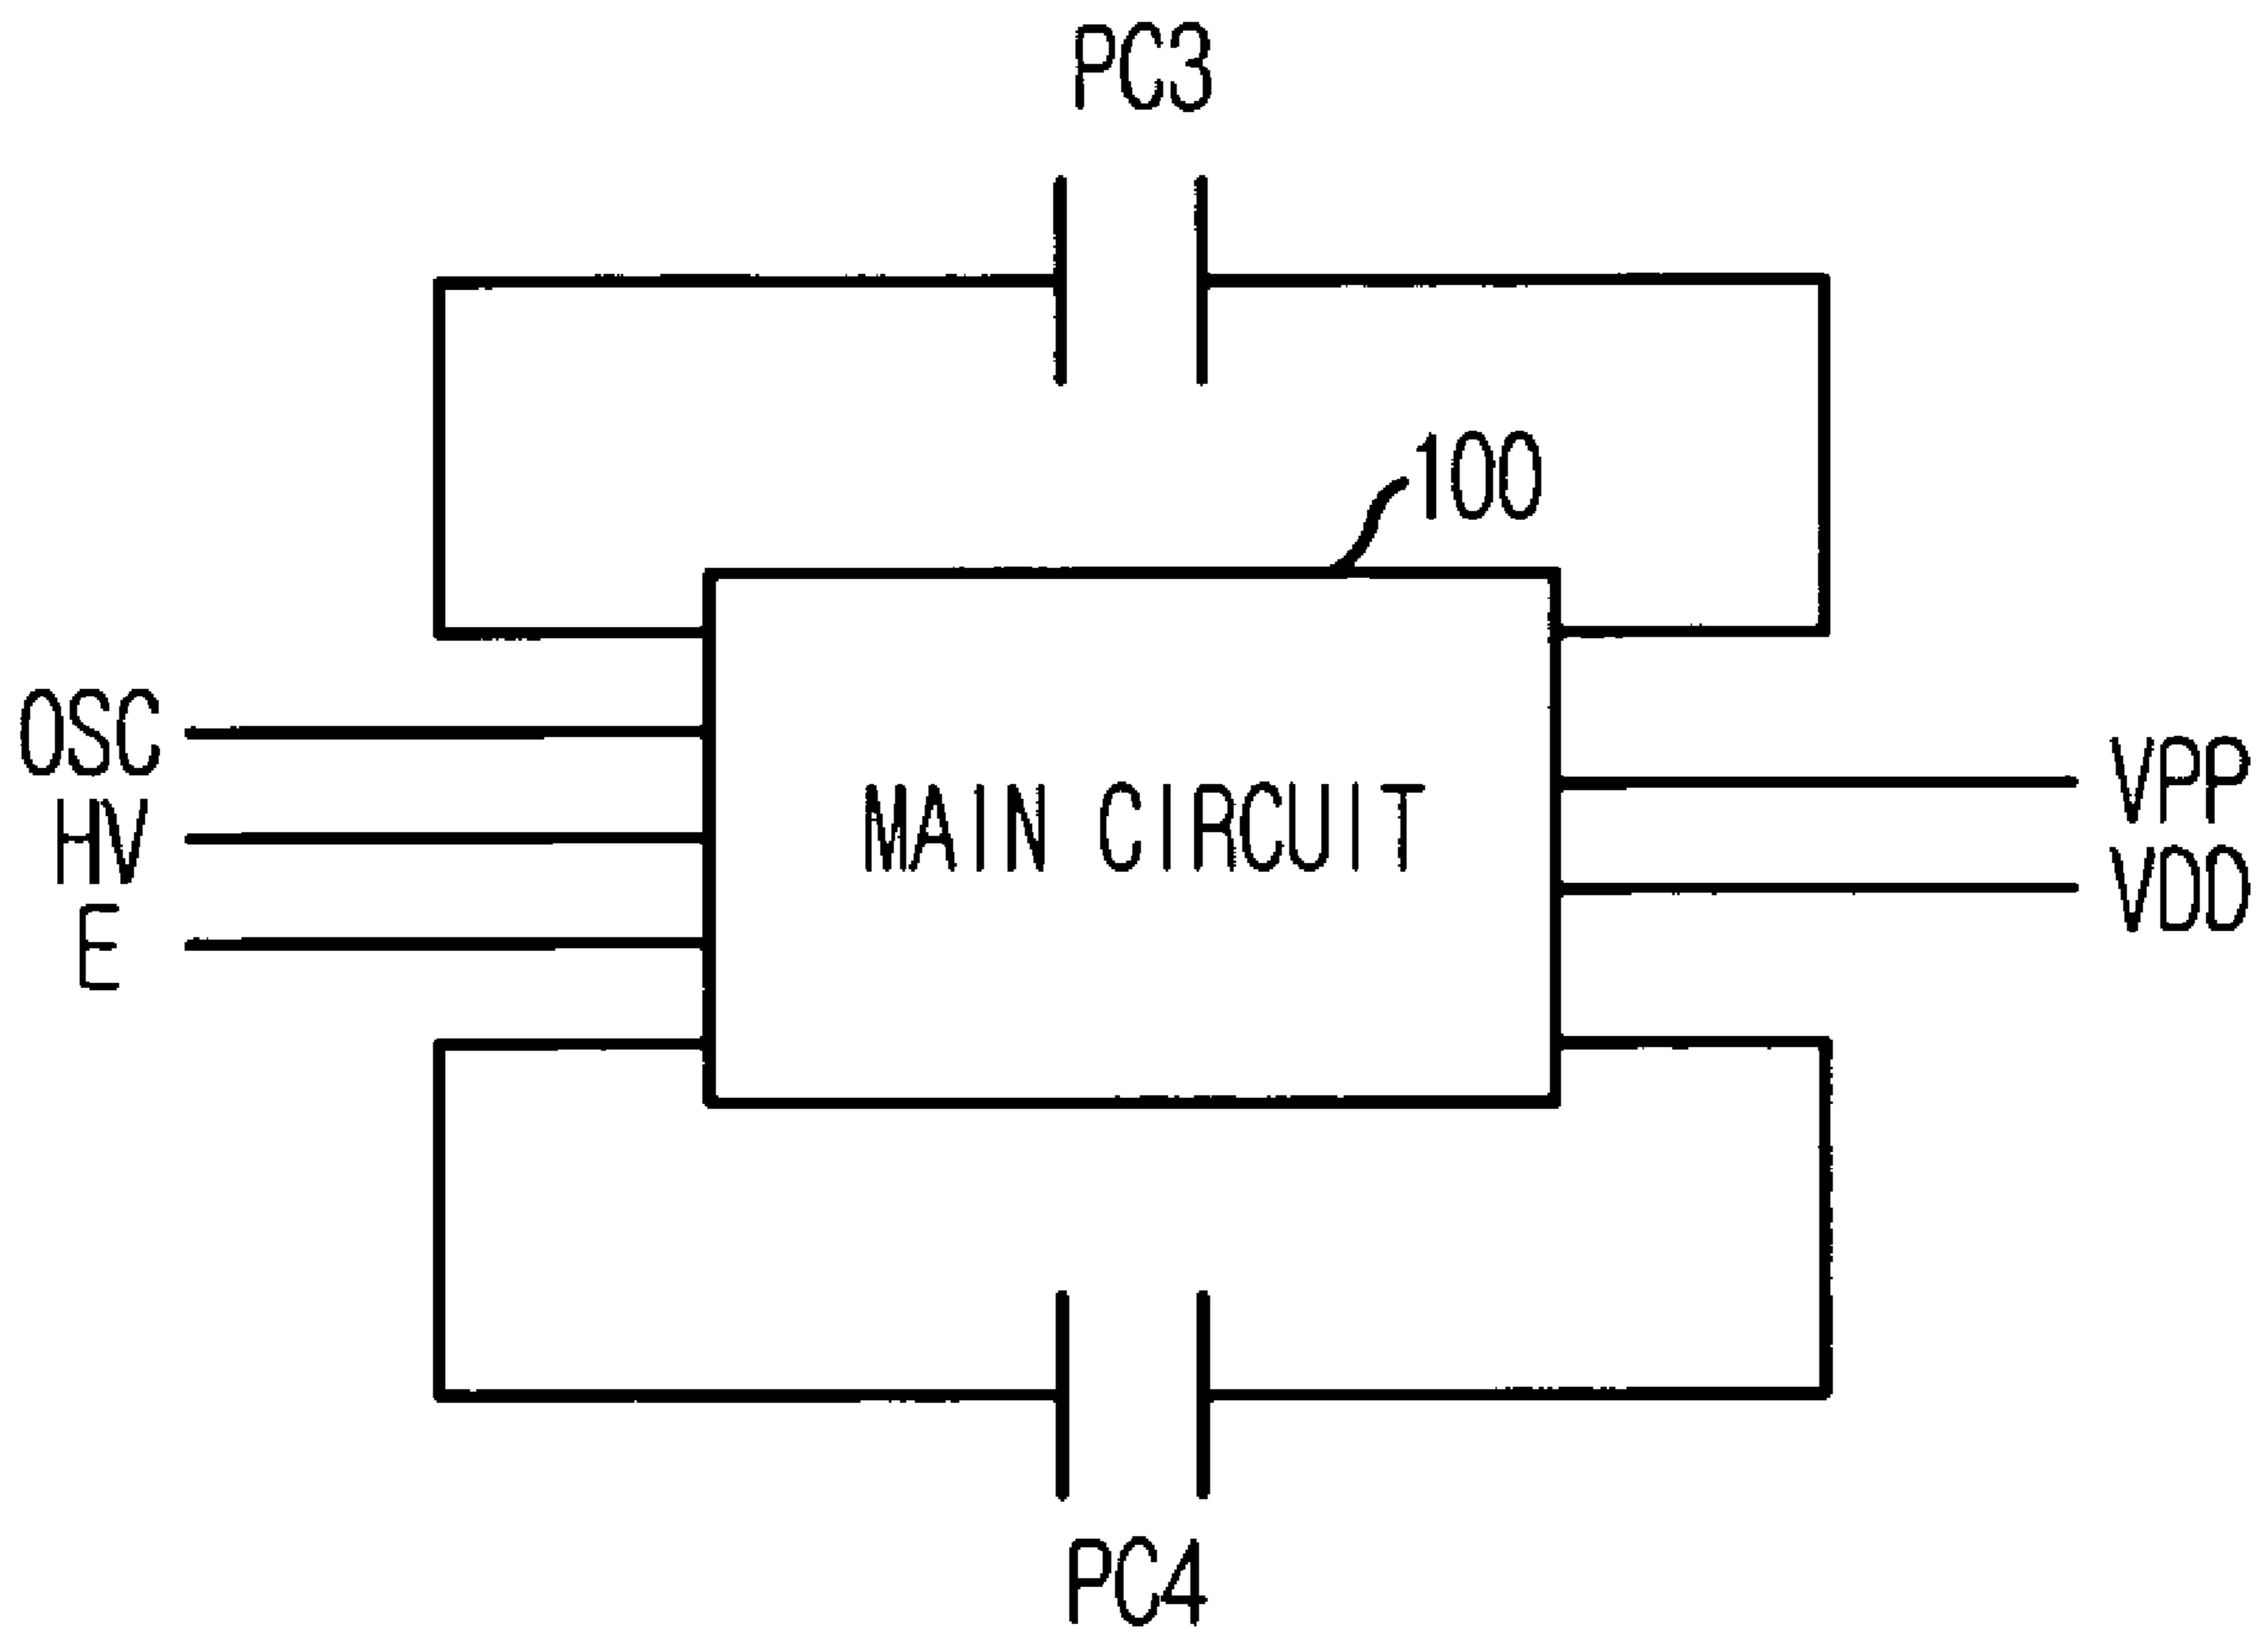 PC3
100
OSC
HV
E
MAIN CIRCUIT
VPP
VDD
PC4